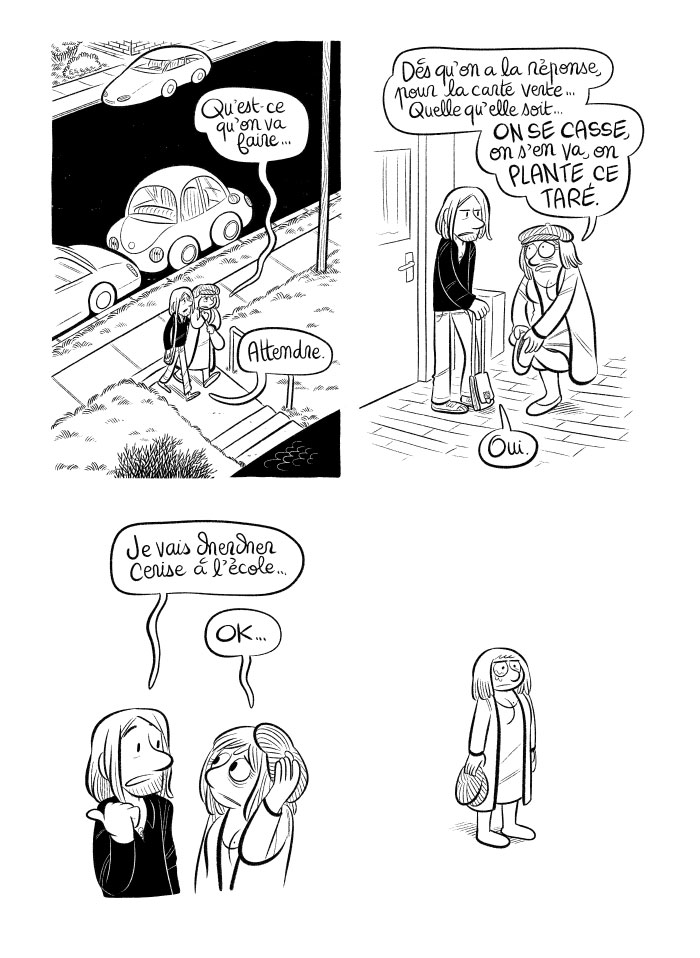 Qu'est-ce
qu'on va
faire...
Attendre.
Dés qu'on a la réponse,
pour la carte verte...
Quelle qu'elle soit...
ON SE CASSE,
on s'en va, on
PLANTE CE
TARÉ.
Oui.
Je vais chercher
Cerise á l'école...
OK...